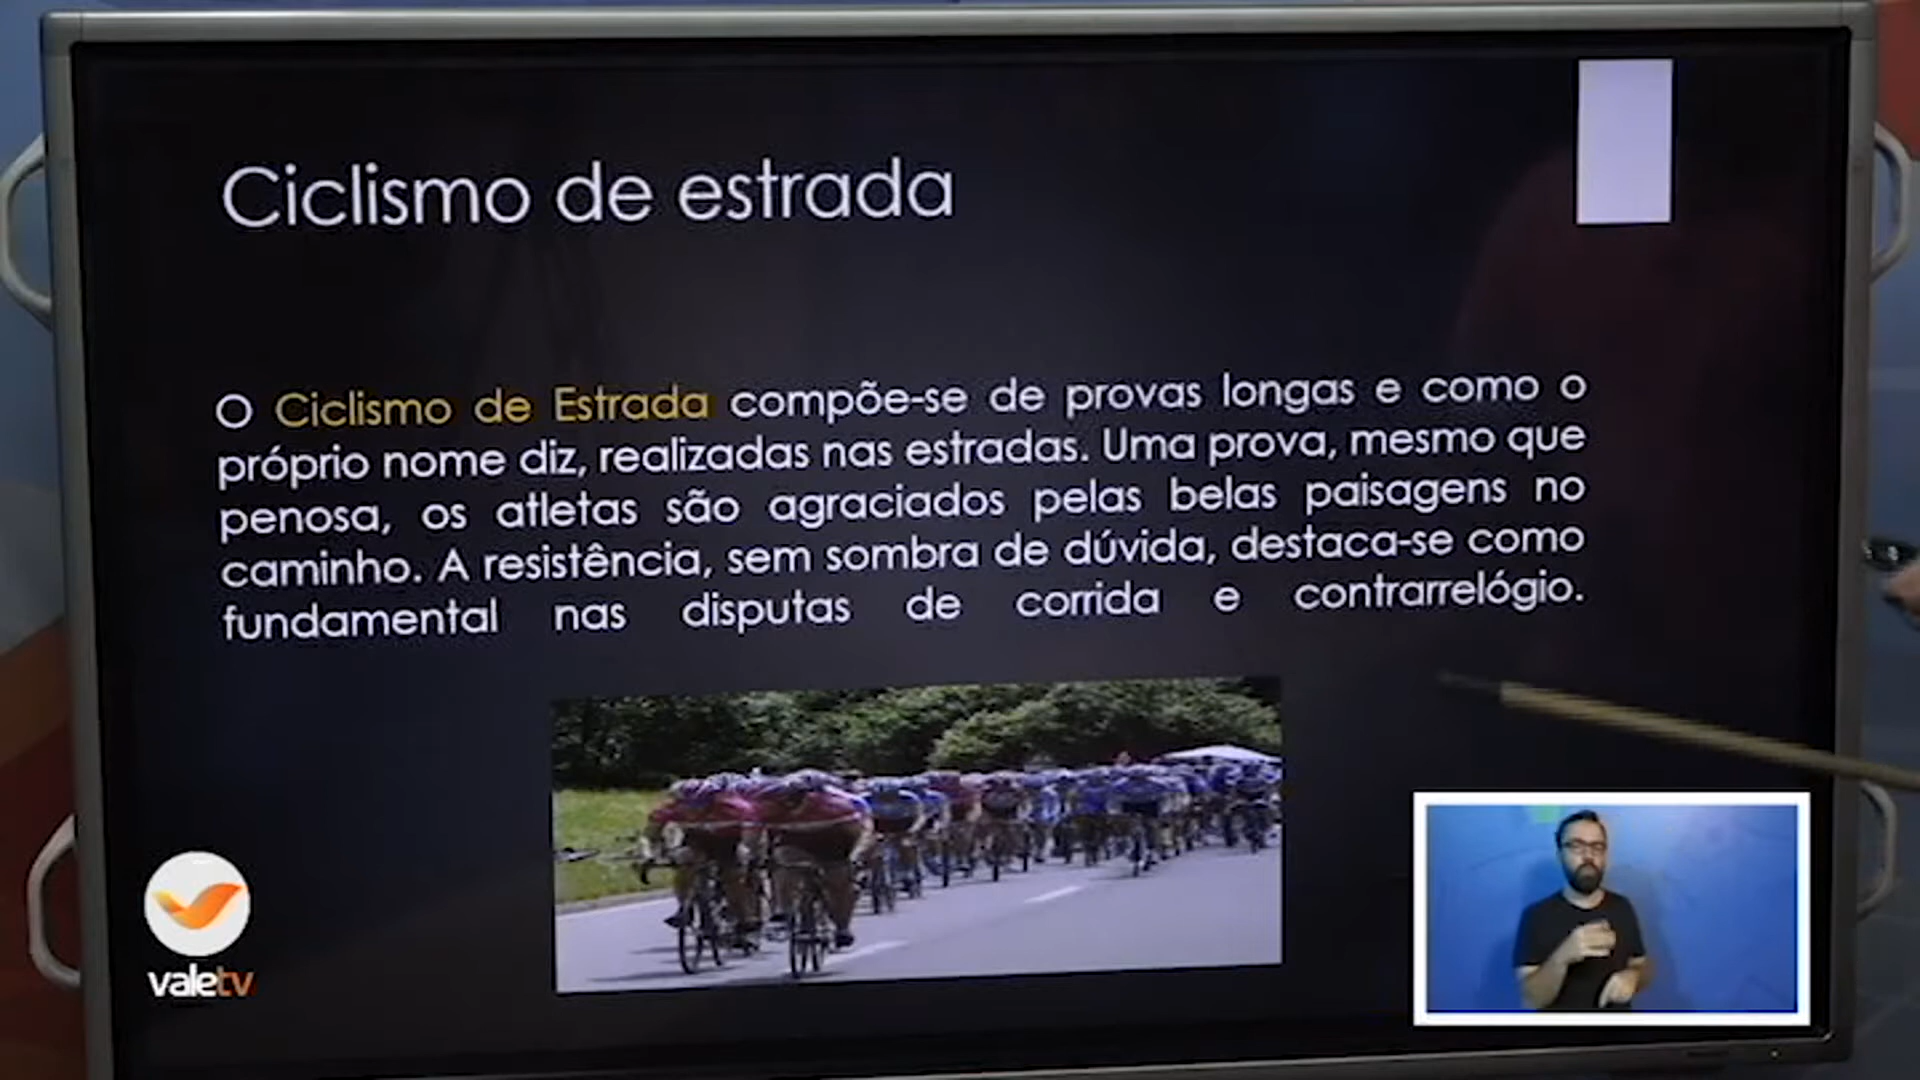 Ciclismo de estrada
O Ciclismo de Estrada compõe-se de provas longas e como o
próprio nome diz, realizadas nas estradas. Uma prova, mesmo que
penosa, os atletas são agraciados pelas belas paisagens no
caminho. A resistência, sem sombra de dúvida, destaca-se como
fundamental nas disputas de corrida e contrarrelógio.
valetv